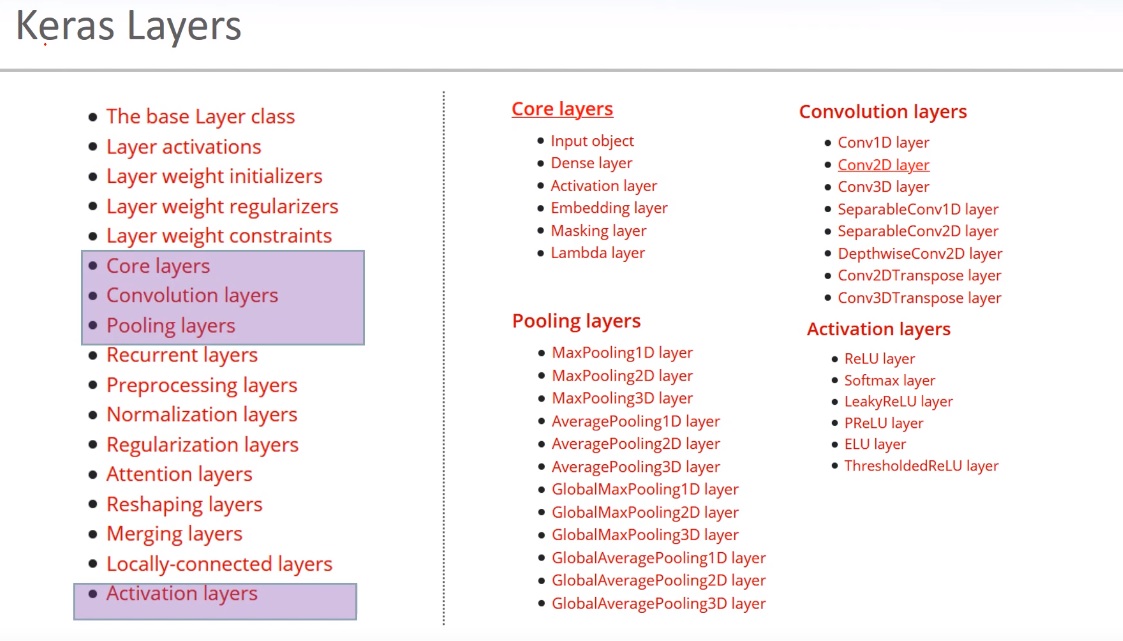 Keras Layers
The base Layer class
Layer activations
Layer weight initializers
Layer weight regularizers
Layer weight constraints
Core layers
Convolution layers
Pooling layers
Recurrent layers
Preprocessing layers
Normalization layers
Regularization layers
Attention layers
Reshaping layers
Merging layers
Locally-connected layers
Activation layers
Core layers
Input object
Dense layer
Activation layer
Embedding layer
Masking layer
Lambda layer
Pooling layers
MaxPooling1D layer
MaxPooling2D layer
MaxPooling3D layer
AveragePooling1D layer
AveragePooling2D layer
AveragePooling3D layer
GlobalMaxPooling1D layer
GlobalMaxPooling2D layer
GlobalMaxPooling3D layer
GlobalAveragePooling1D layer
GlobalAveragePooling2D layer
GlobalAveragePooling3D layer
Convolution layers
Conv1D layer
Conv2D layer
Conv3D layer
SeparableConv1D layer
SeparableConv2D layer
DepthwiseConv2D layer
Conv2DTranspose layer
Conv3DTranspose layer
Activation layers
ReLU layer
Softmax layer
LeakyReLU layer
PReLU layer
ELU layer
ThresholdedReLU layer